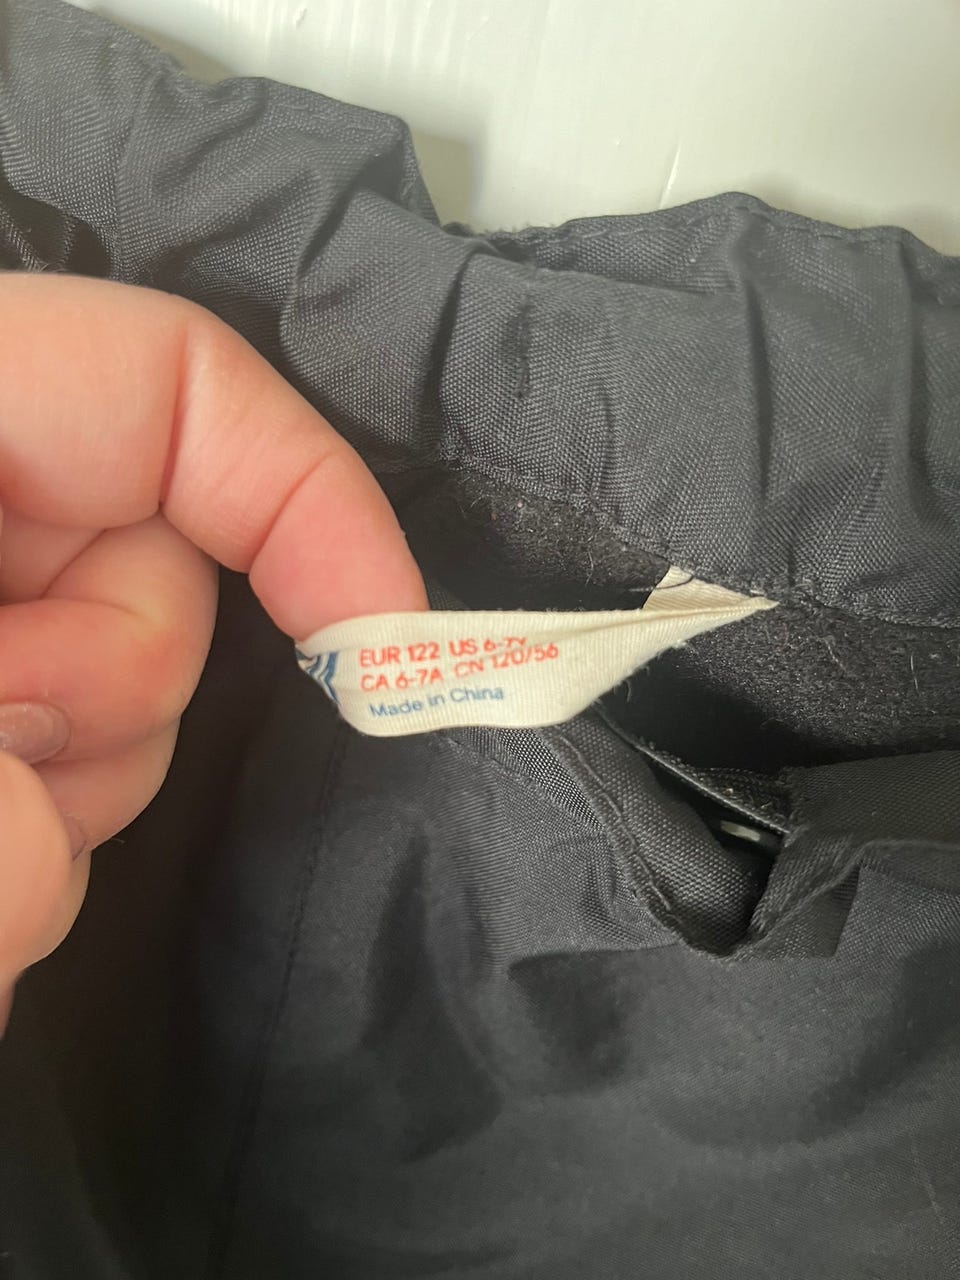 EUR 122 US 6-7Y
CA 6-7A CN 120/56
Made in China